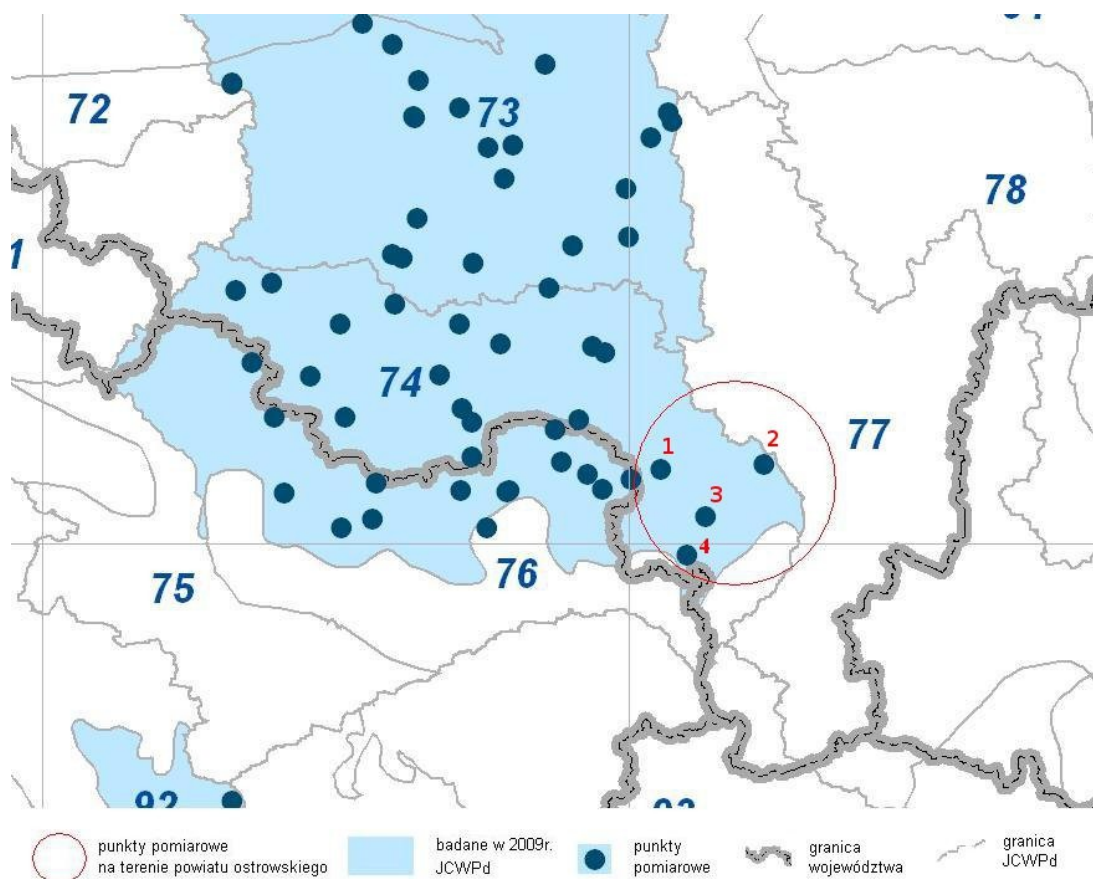 72
73
78
1
74
77
1
2
3
4
76
75
92
punkty pomiarowe
na terenie powiatu ostrowskiego
badane w 2009r.
JCWPd
punkty
pomiarowe
granica
województwa
granica
JCWPd